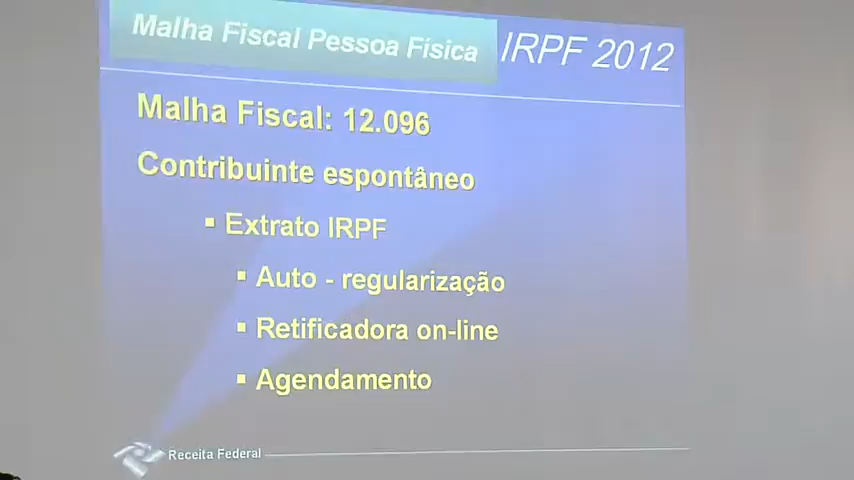 Malha Fiscal Pessoa Física
IRPF 2012
Malha Fiscal: 12.096
Contribuinte espontâneo
▪ Extrato IRPF
▪ Auto - regularização
▪ Retificadora on-line
▪ Agendamento
Receita Federal